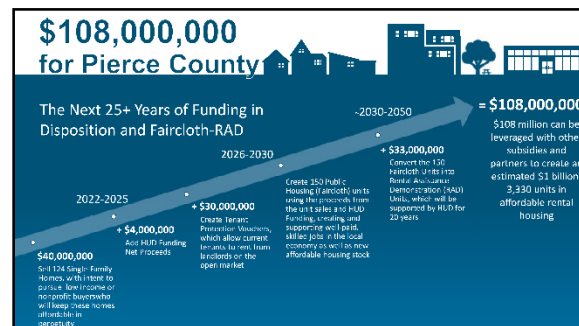 $108,000,000
for Pierce County
The Next 25+ Years of Funding in
Disposition and Faircloth-RAD
2022-2025
2026-2030
~2030-2050
$40,000,000
Sell 124 Single Family
Homes, with intent to
pursue low income or
nonprofit buyers who
will keep these homes
affordable in
perpetuity
+ $4,000,000
Add HUD Funding
Net Proceeds
+ $30,000,000
Create Tenant
Protection Vouchers,
which allow current
tenants to rent from
landlords on the
open market
Create 150 Public
Housing (Faircloth) units
using the proceeds from
the unit sales and HUD
Funding, creating and
supporting well-paid,
skilled jobs in the local
economy as well as new
affordable housing stock
+ $33,000,000
Convert the 150
Faircloth Units into
Rental Assistance
Demonstration (RAD)
Units, which will be
supported by HUD for
20 years
= $108,000,000
$108 million can be
leveraged with other
subsidies and
partners to create an
estimated $1 billion,
3,330 units in
affordable rental
housing